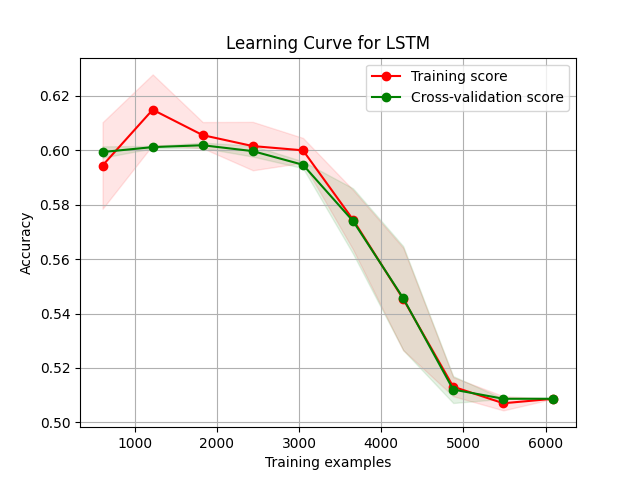 Learning Curve for LSTM
Training score
Cross-validation score
0.62
0.60
0.58
0.56
0.54
0.52
0.50
Accuracy
1000 2000 3000 4000 5000 6000
Training examples